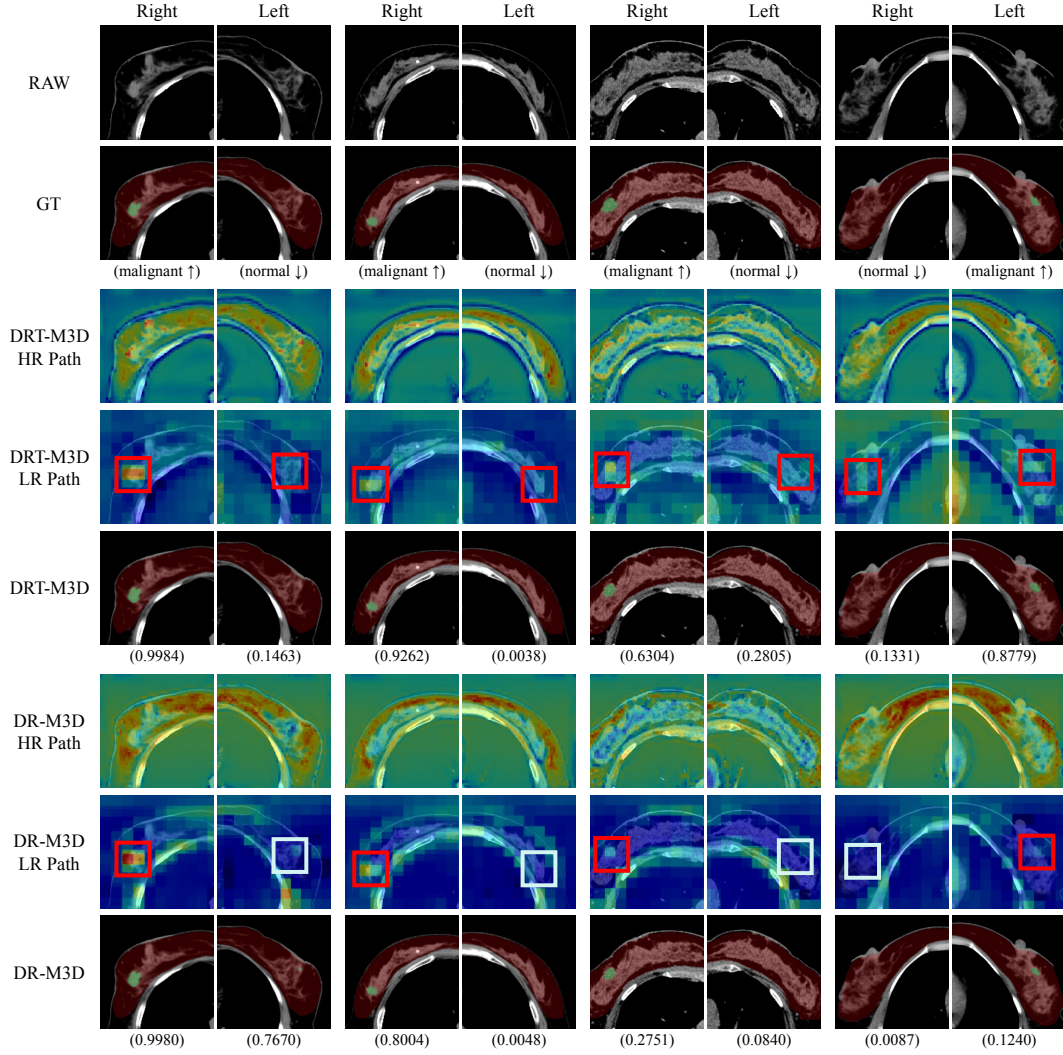 Right Left Right Left Right Left Right Left
RAW
GT
(malignant ↑) (normal ↓) (malignant ↑) (normal ↓) (malignant ↑) (normal ↓) (normal ↓) (malignant ↑)
DRT-M3D
HR Path
DRT-M3D
LR Path
DRT-M3D
(0.9984) (0.1463) (0.9262) (0.0038) (0.6304) (0.2805) (0.1331) (0.8779)
DR-M3D
HR Path
DR-M3D
LR Path
DR-M3D
(0.9980) (0.7670) (0.8004) (0.0048) (0.2751) (0.0840) (0.0087) (0.1240)